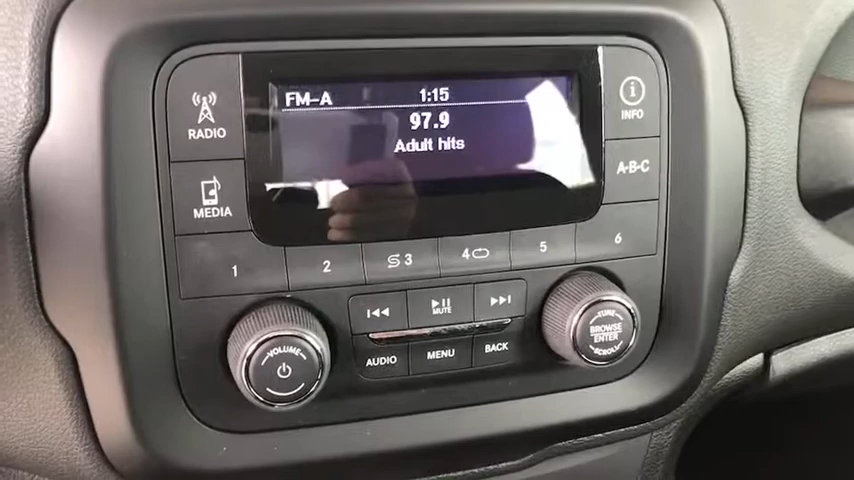 FM-A 1:15
97.9
Adult hits
RADIO
MEDIA
INFO
A-B-C
1 2 3 4 5 6
MUTE
AUDIO MENU BACK
VOLUME
TUNE
BROWSE
ENTER
SCROLL